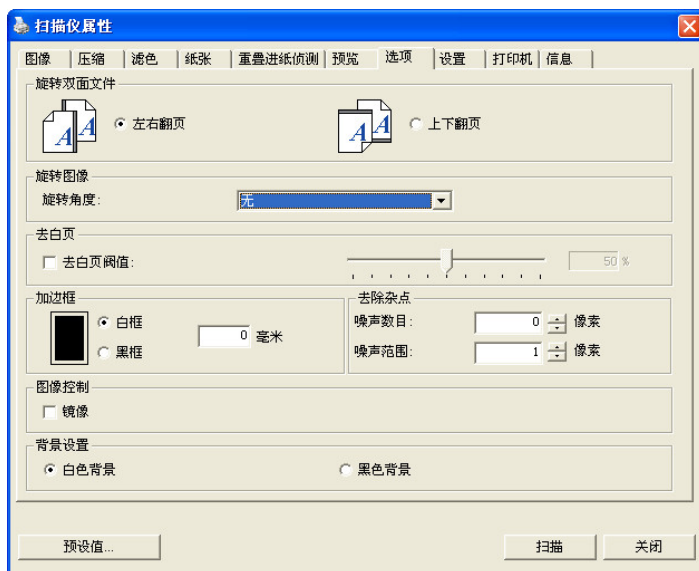 扫描仪属性
图像 压缩 滤色 纸张 重叠进纸侦测 预览 选项 设置 打印机 信息
旋转双面文件
A A 左右翻页 A A 上下翻页
旋转图像
旋转角度: 无
去白页
去白页阀值: 50 %
加边框 去除杂点
白框 0 毫米 噪声数目: 0 像素
黑框 噪声范围: 1 像素
图像控制
镜像
背景设置
白色背景 黑色背景
预设值... 扫描 关闭